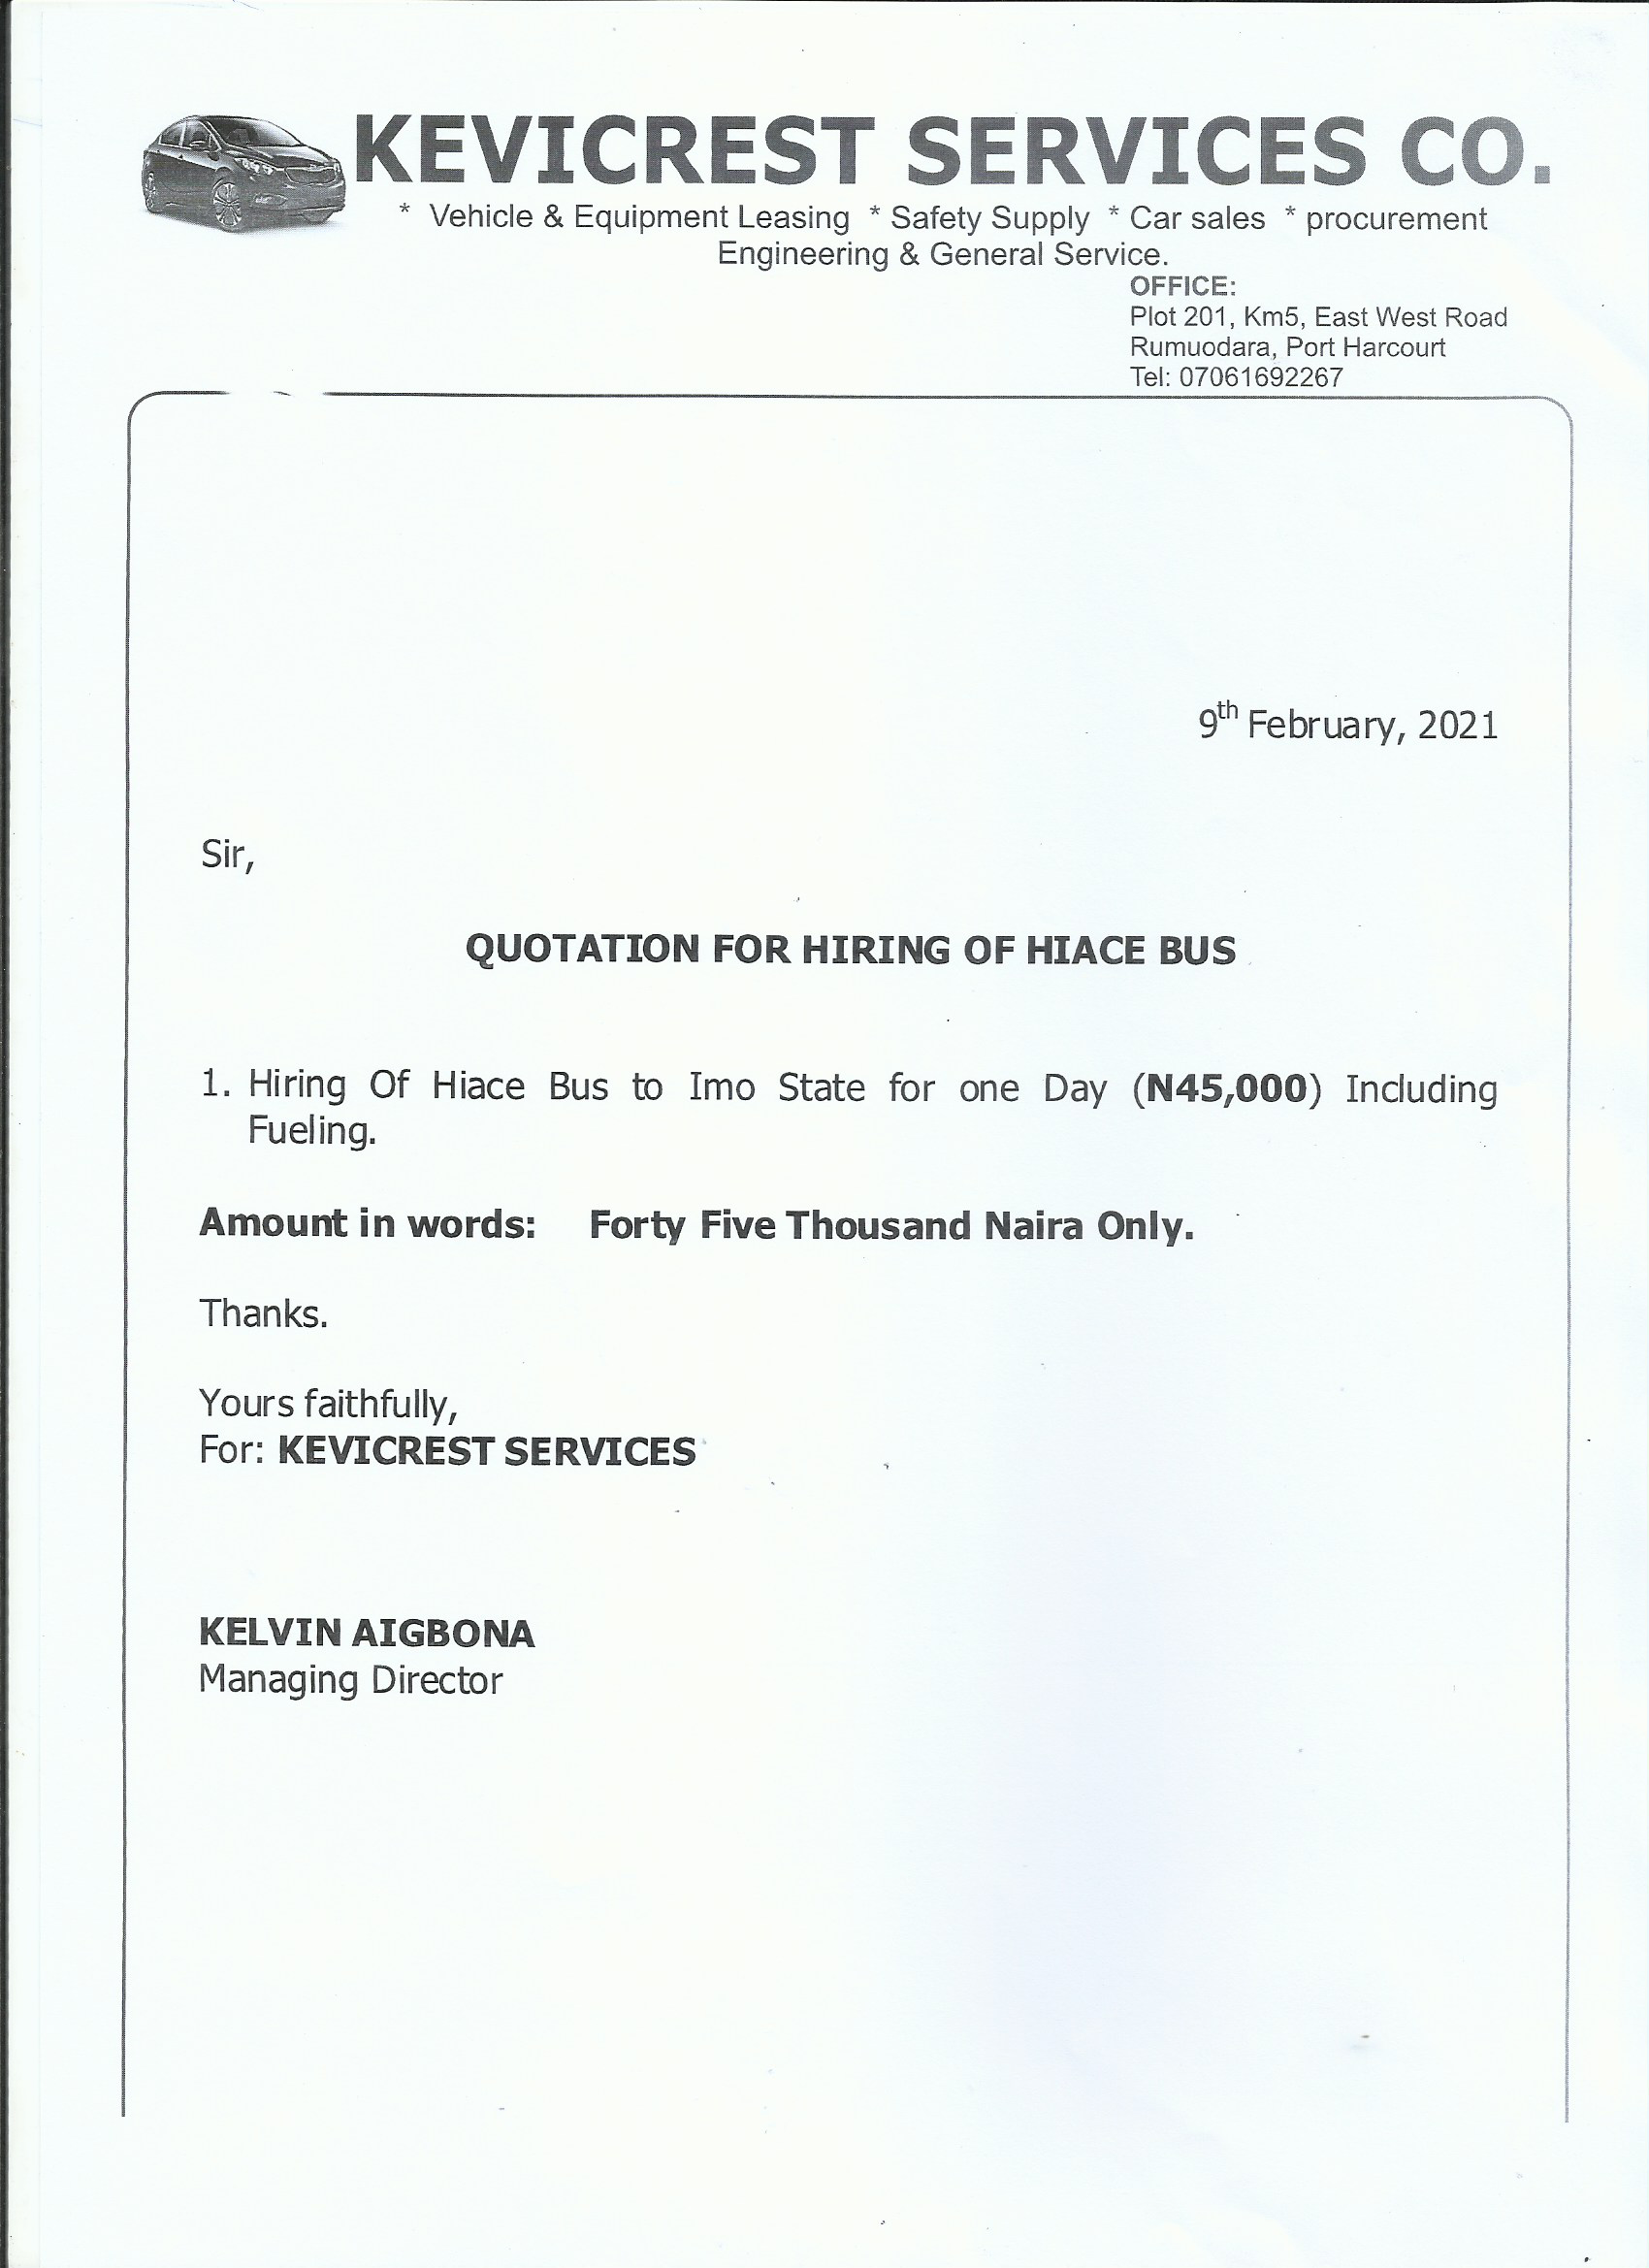 KEVICREST SERVICES CO.
* Vehicle & Equipment Leasing * Safety Supply * Car sales * procurement
Engineering & General Service.
OFFICE:
Plot 201, Km5, East West Road
Rumuodara, Port Harcourt
Tel: 07061692267
9th February, 2021
Sir,
QUOTATION FOR HIRING OF HIACE BUS
1. Hiring Of Hiace Bus to Imo State for one Day (N45,000) Including
Fueling.
Amount in words: Forty Five Thousand Naira Only.
Thanks.
Yours faithfully,
For: KEVICREST SERVICES
KELVIN AIGBONA
Managing Director